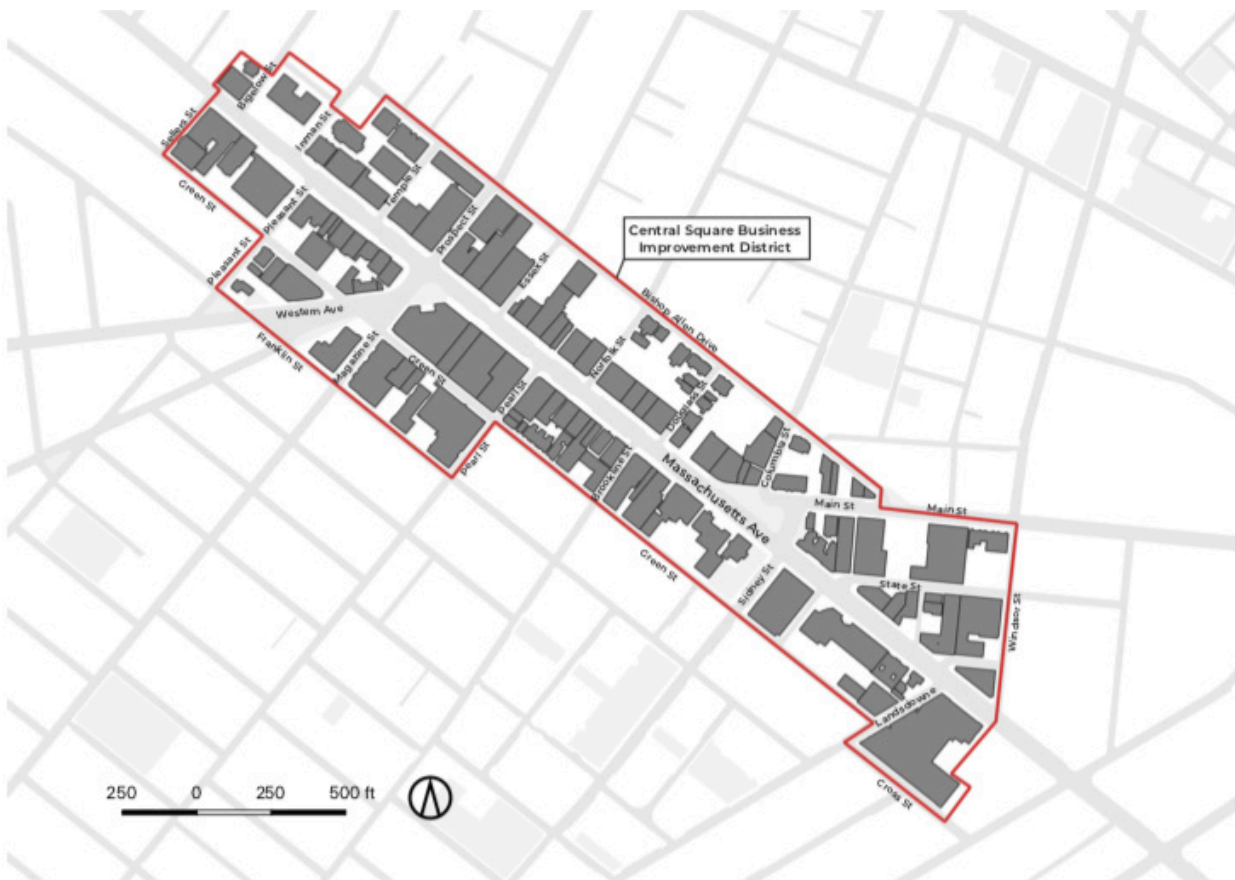 Bigelow St
Sellers St
Inman St
Temple St
Green St
Pleasant St
Prospect St
Pleasant St
Essex St
Central Square Business
Improvement District
Western Ave
Bishop Allen Drive
Franklin St
Magazine St
Green St
Norfolk St
Pearl St
Douglass St
Pearl St
Brookline St
Columbia St
Massachusetts Ave
Main St
Main St
Green St
Sidney St
State St
Windsor St
Landsdowne
Cross St
250 0 250 500 ft